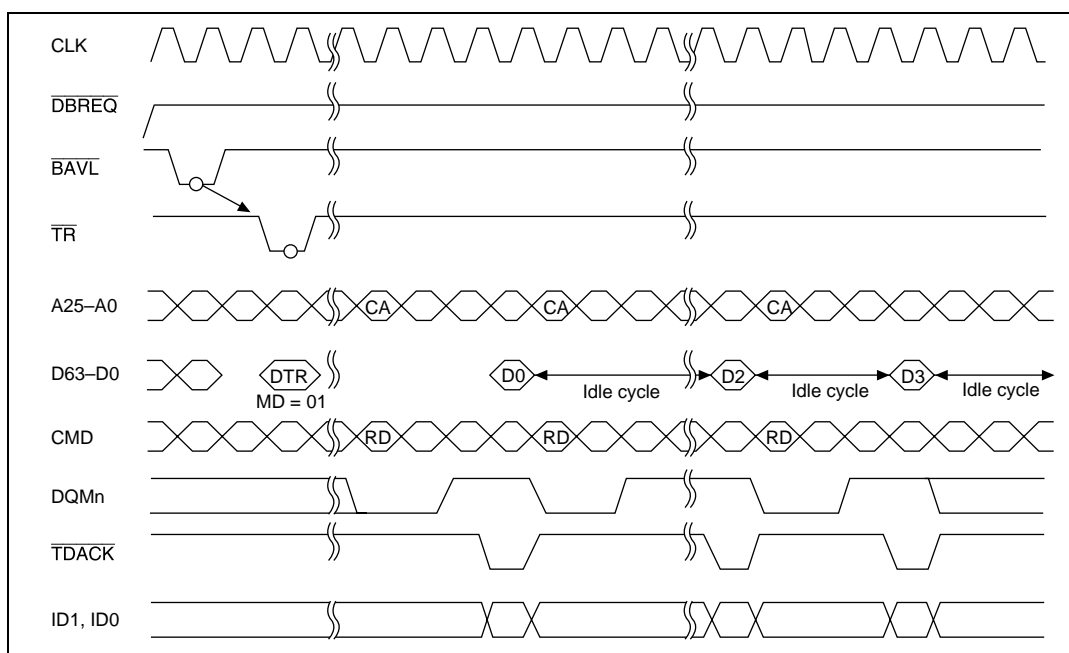 CLK
DBREQ
BAVL
TR
A25–A0 CA CA CA
D63–D0 DTR D0 Idle cycle D2 Idle cycle D3 Idle cycle
MD = 01
CMD RD RD RD
DQMn
TDACK
ID1, ID0